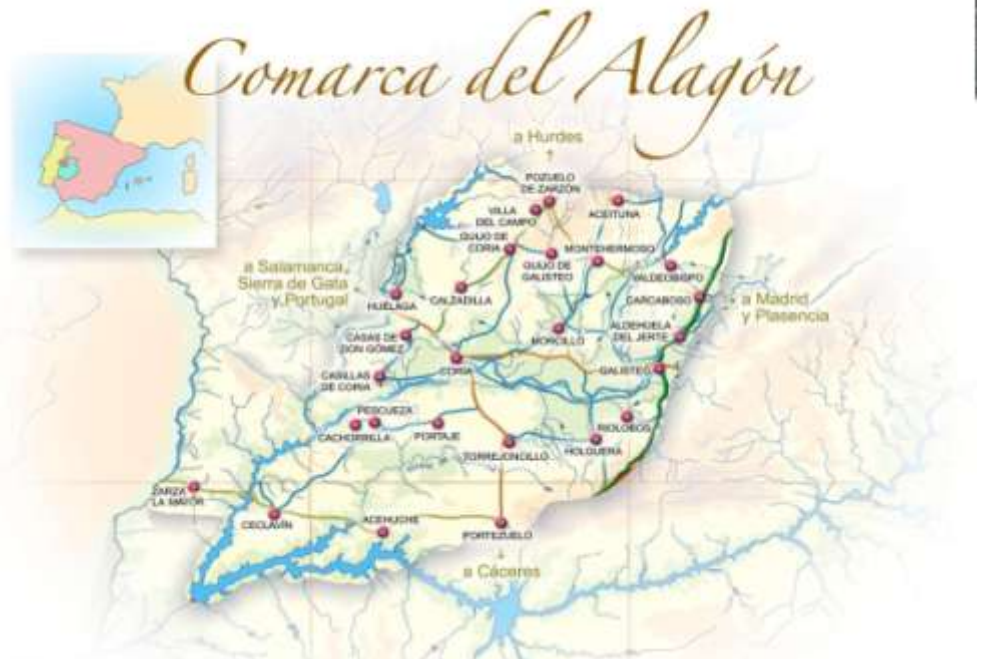 Comarca del Alagón
a Hurdes
POZUELO
DE ZARZÓN
VILLA
DEL CAMPO
ACEITUNA
GUIJO DE
CORIA
MONTEHERMOSO
GUIJO DE
GALISTEO
VALDEOBISPO
a Salamanca,
Sierra de Gata
y Portugal
HUÉLAGA
CALZADILLA
CARCABOSO
a Madrid
y Plasencia
CASAS DE
DON GÓMEZ
MORCILLO
ALDEHUELA
DEL JERTE
CORIA
GALISTEO
CASILLAS
DE CORIA
PESCUEZA
CACHORRILLA
PORTAJE
RIOLOBOS
TORREJONCILLO
HOLGUERA
ZARZA
LA MAYOR
CECLAVÍN
ACEHÚCHE
PORTEZUELO
a Cáceres